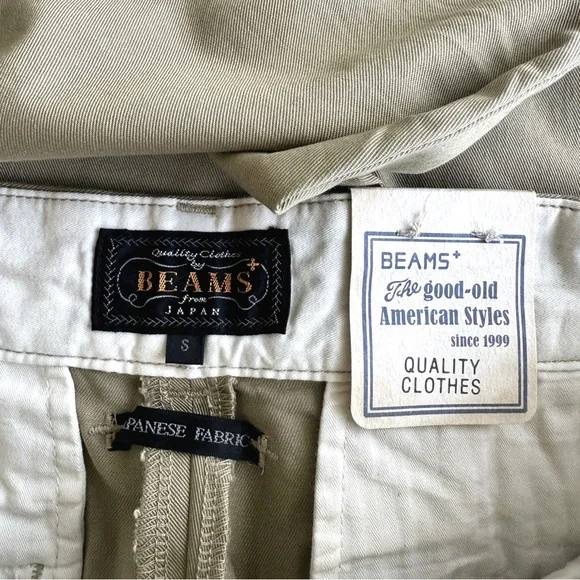 Quality Clothes
by
BEAMS+
from
JAPAN
S
PANESE FABRIC
BEAMS+
The good-old
American Styles
since 1999
QUALITY
CLOTHES